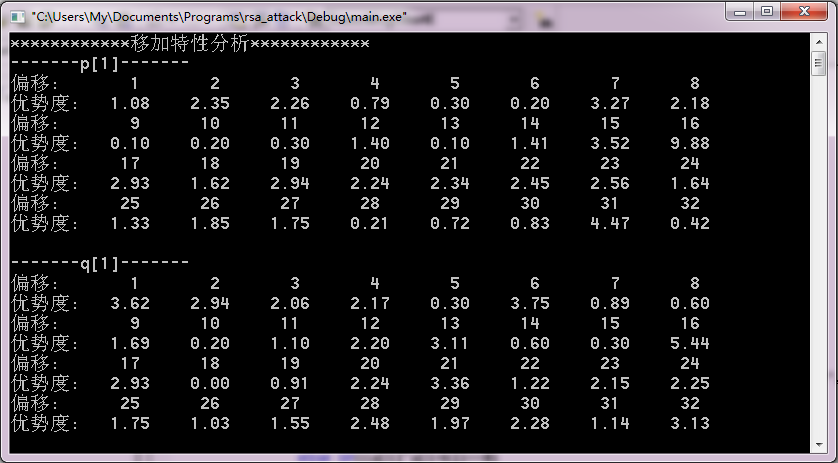 "C:\Users\My\Documents\Programs\rsa_attack\Debug\main.exe"
************移加特性分析************
-------p[1]-------
偏移: 1 2 3 4 5 6 7 8
优势度: 1.08 2.35 2.26 0.79 0.30 0.20 3.27 2.18
偏移: 9 10 11 12 13 14 15 16
优势度: 0.10 0.20 0.30 1.40 0.10 1.41 3.52 9.88
偏移: 17 18 19 20 21 22 23 24
优势度: 2.93 1.62 2.94 2.24 2.34 2.45 2.56 1.64
偏移: 25 26 27 28 29 30 31 32
优势度: 1.33 1.85 1.75 0.21 0.72 0.83 4.47 0.42
-------q[1]-------
偏移: 1 2 3 4 5 6 7 8
优势度: 3.62 2.94 2.06 2.17 0.30 3.75 0.89 0.60
偏移: 9 10 11 12 13 14 15 16
优势度: 1.69 0.20 1.10 2.20 3.11 0.60 0.30 5.44
偏移: 17 18 19 20 21 22 23 24
优势度: 2.93 0.00 0.91 2.24 3.36 1.22 2.15 2.25
偏移: 25 26 27 28 29 30 31 32
优势度: 1.75 1.03 1.55 2.48 1.97 2.28 1.14 3.13